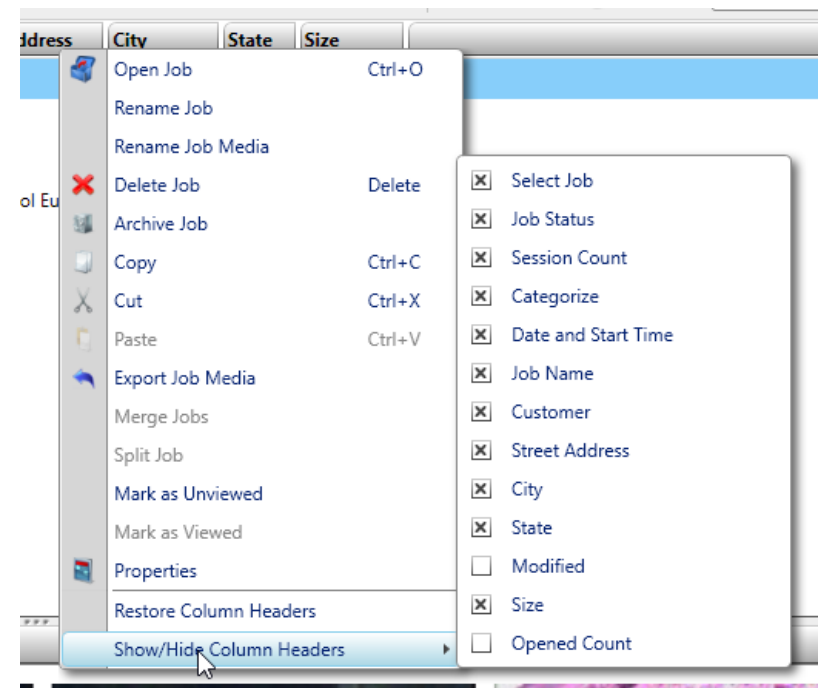 ddress City State Size
Open Job Ctrl+O
Rename Job
Rename Job Media
Delete Job Delete
ol Eu
Archive Job
Copy Ctrl+C
Cut Ctrl+X
Paste Ctrl+V
Export Job Media
Merge Jobs
Split Job
Mark as Unviewed
Mark as Viewed
Properties
Restore Column Headers
Show/Hide Column Headers
Select Job
Job Status
Session Count
Categorize
Date and Start Time
Job Name
Customer
Street Address
City
State
Modified
Size
Opened Count